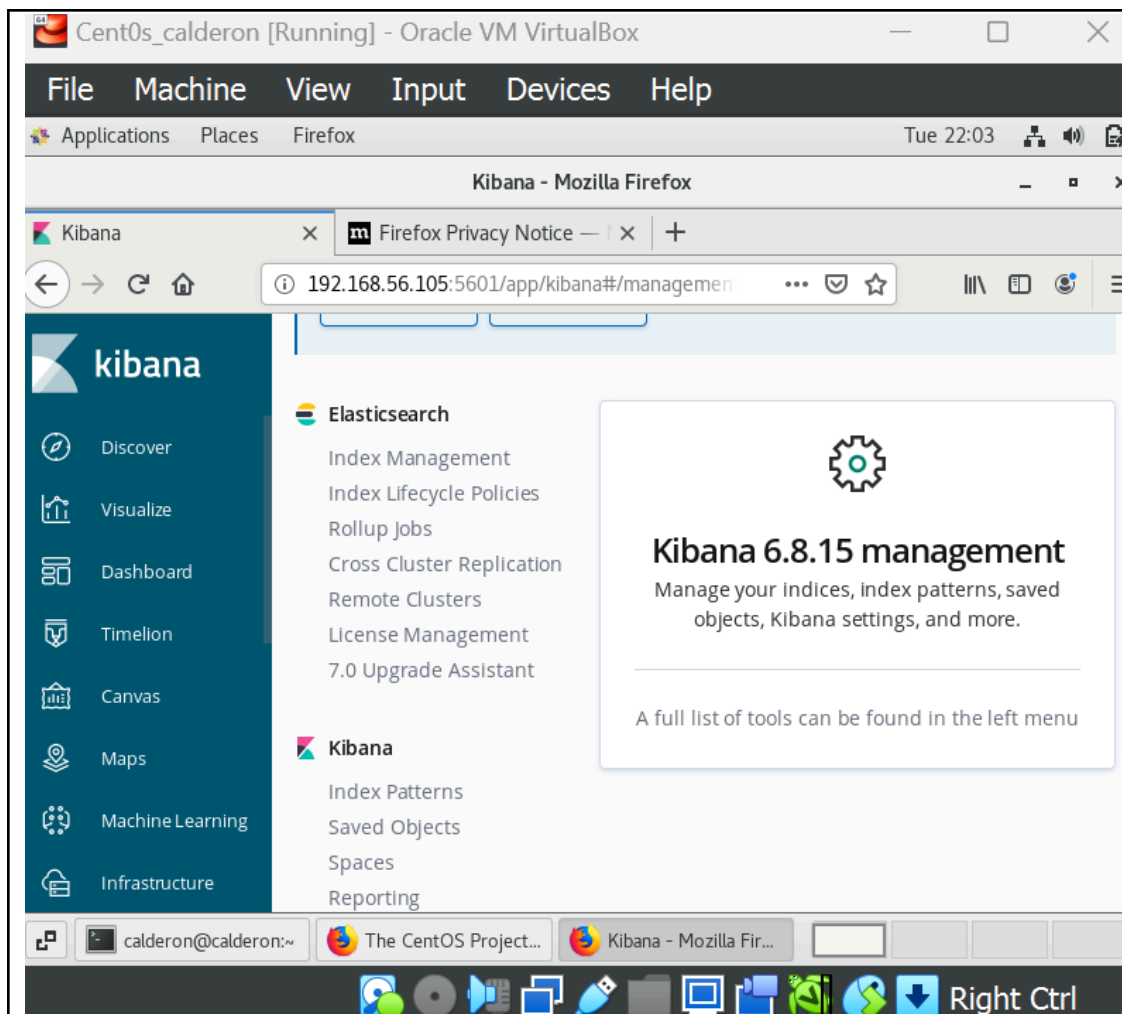 Cent0s_calderon [Running] - Oracle VM VirtualBox
File Machine View Input Devices Help
Applications Places Firefox Tue 22:03
Kibana - Mozilla Firefox
Kibana Firefox Privacy Notice —
192.168.56.105:5601/app/kibana#/managemen
kibana
Discover
Visualize
Dashboard
Timelion
Canvas
Maps
Machine Learning
Infrastructure
Elasticsearch
Index Management
Index Lifecycle Policies
Rollup Jobs
Cross Cluster Replication
Remote Clusters
License Management
7.0 Upgrade Assistant
Kibana
Index Patterns
Saved Objects
Spaces
Reporting
Kibana 6.8.15 management
Manage your indices, index patterns, saved
objects, Kibana settings, and more.
A full list of tools can be found in the left menu
calderon@calderon:~ The CentOS Project... Kibana - Mozilla Fir...
Right Ctrl